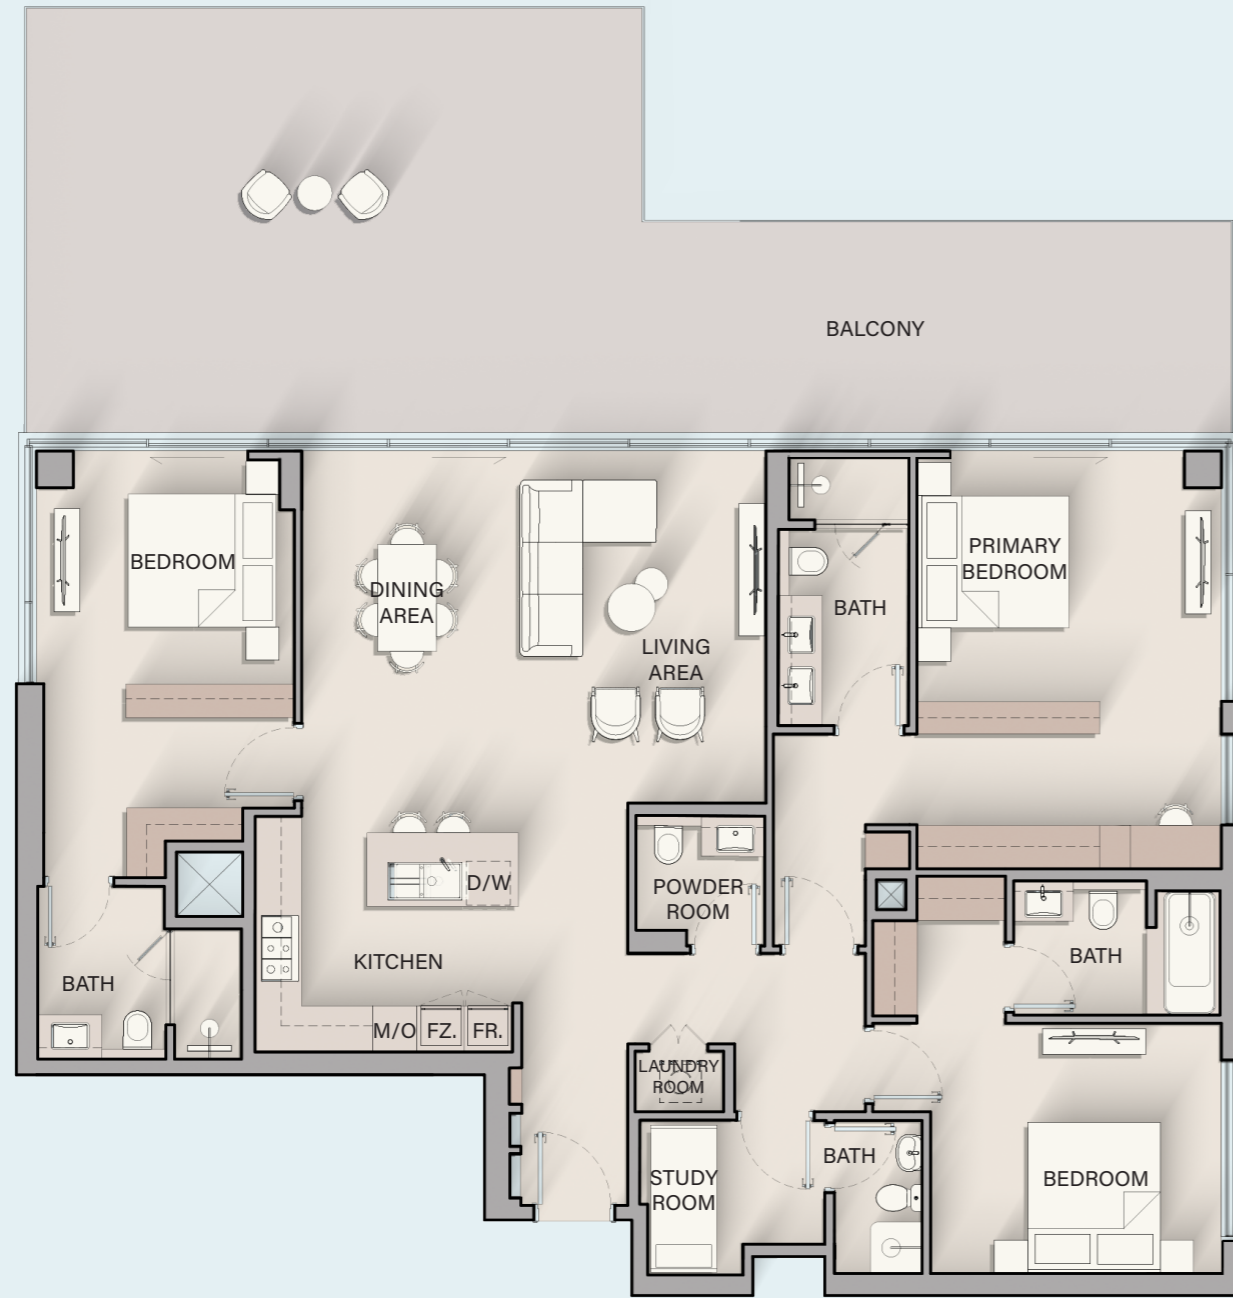 BALCONY
BEDROOM
DINING
AREA
LIVING
AREA
BATH
PRIMARY
BEDROOM
D/W
POWDER
ROOM
KITCHEN
BATH
M/O
FZ.
FR.
BATH
LAUNDRY
ROOM
STUDY
ROOM
BATH
BEDROOM